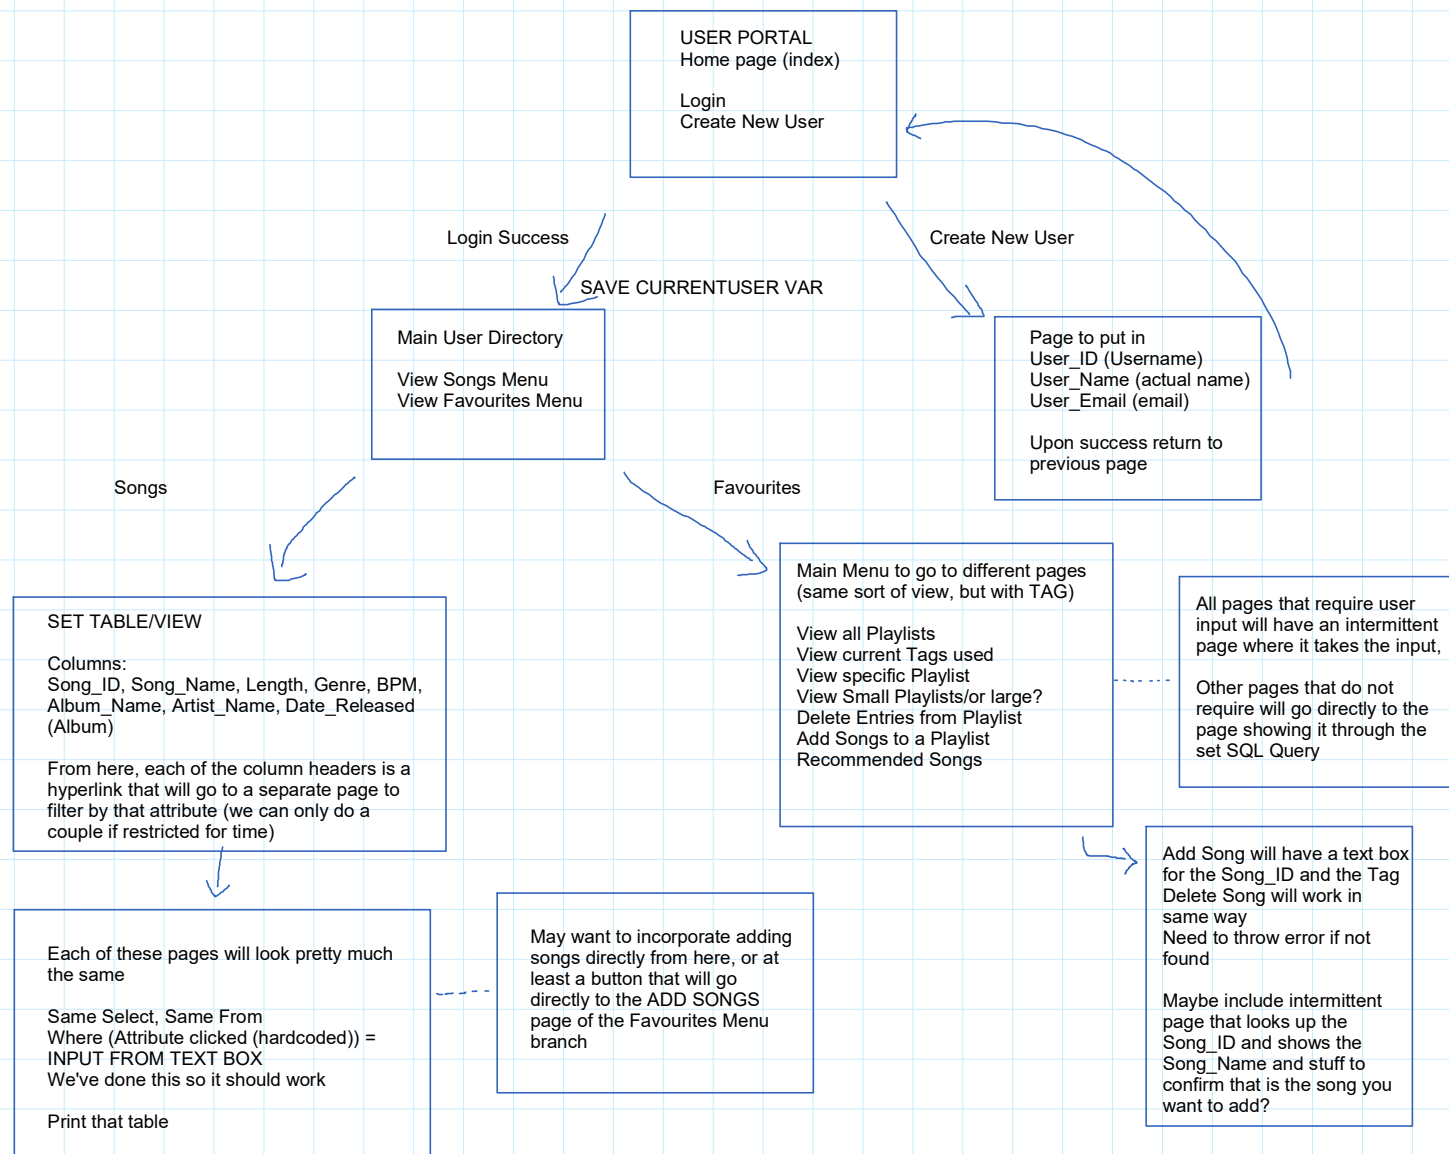 USER PORTAL
Home page (index)
Login
Create New User
Login Success
Create New User
SAVE CURRENTUSER VAR
Main User Directory
View Songs Menu
View Favourites Menu
Page to put in
User_ID (Username)
User_Name (actual name)
User_Email (email)
Upon success return to
previous page
Songs
Favourites
SET TABLE/VIEW
Columns:
Song_ID, Song_Name, Length, Genre, BPM,
Album_Name, Artist_Name, Date_Released
(Album)
From here, each of the column headers is a
hyperlink that will go to a separate page to
filter by that attribute (we can only do a
couple if restricted for time)
Main Menu to go to different pages
(same sort of view, but with TAG)
View all Playlists
View current Tags used
View specific Playlist
View Small Playlists/or large?
Delete Entries from Playlist
Add Songs to a Playlist
Recommended Songs
All pages that require user
input will have an intermittent
page where it takes the input,
Other pages that do not
require will go directly to the
page showing it through the
set SQL Query
Each of these pages will look pretty much
the same
Same Select, Same From
Where (Attribute clicked (hardcoded)) =
INPUT FROM TEXT BOX
We've done this so it should work
Print that table
May want to incorporate adding
songs directly from here, or at
least a button that will go
directly to the ADD SONGS
page of the Favourites Menu
branch
Add Song will have a text box
for the Song_ID and the Tag
Delete Song will work in
same way
Need to throw error if not
found
Maybe include intermittent
page that looks up the
Song_ID and shows the
Song_Name and stuff to
confirm that is the song you
want to add?